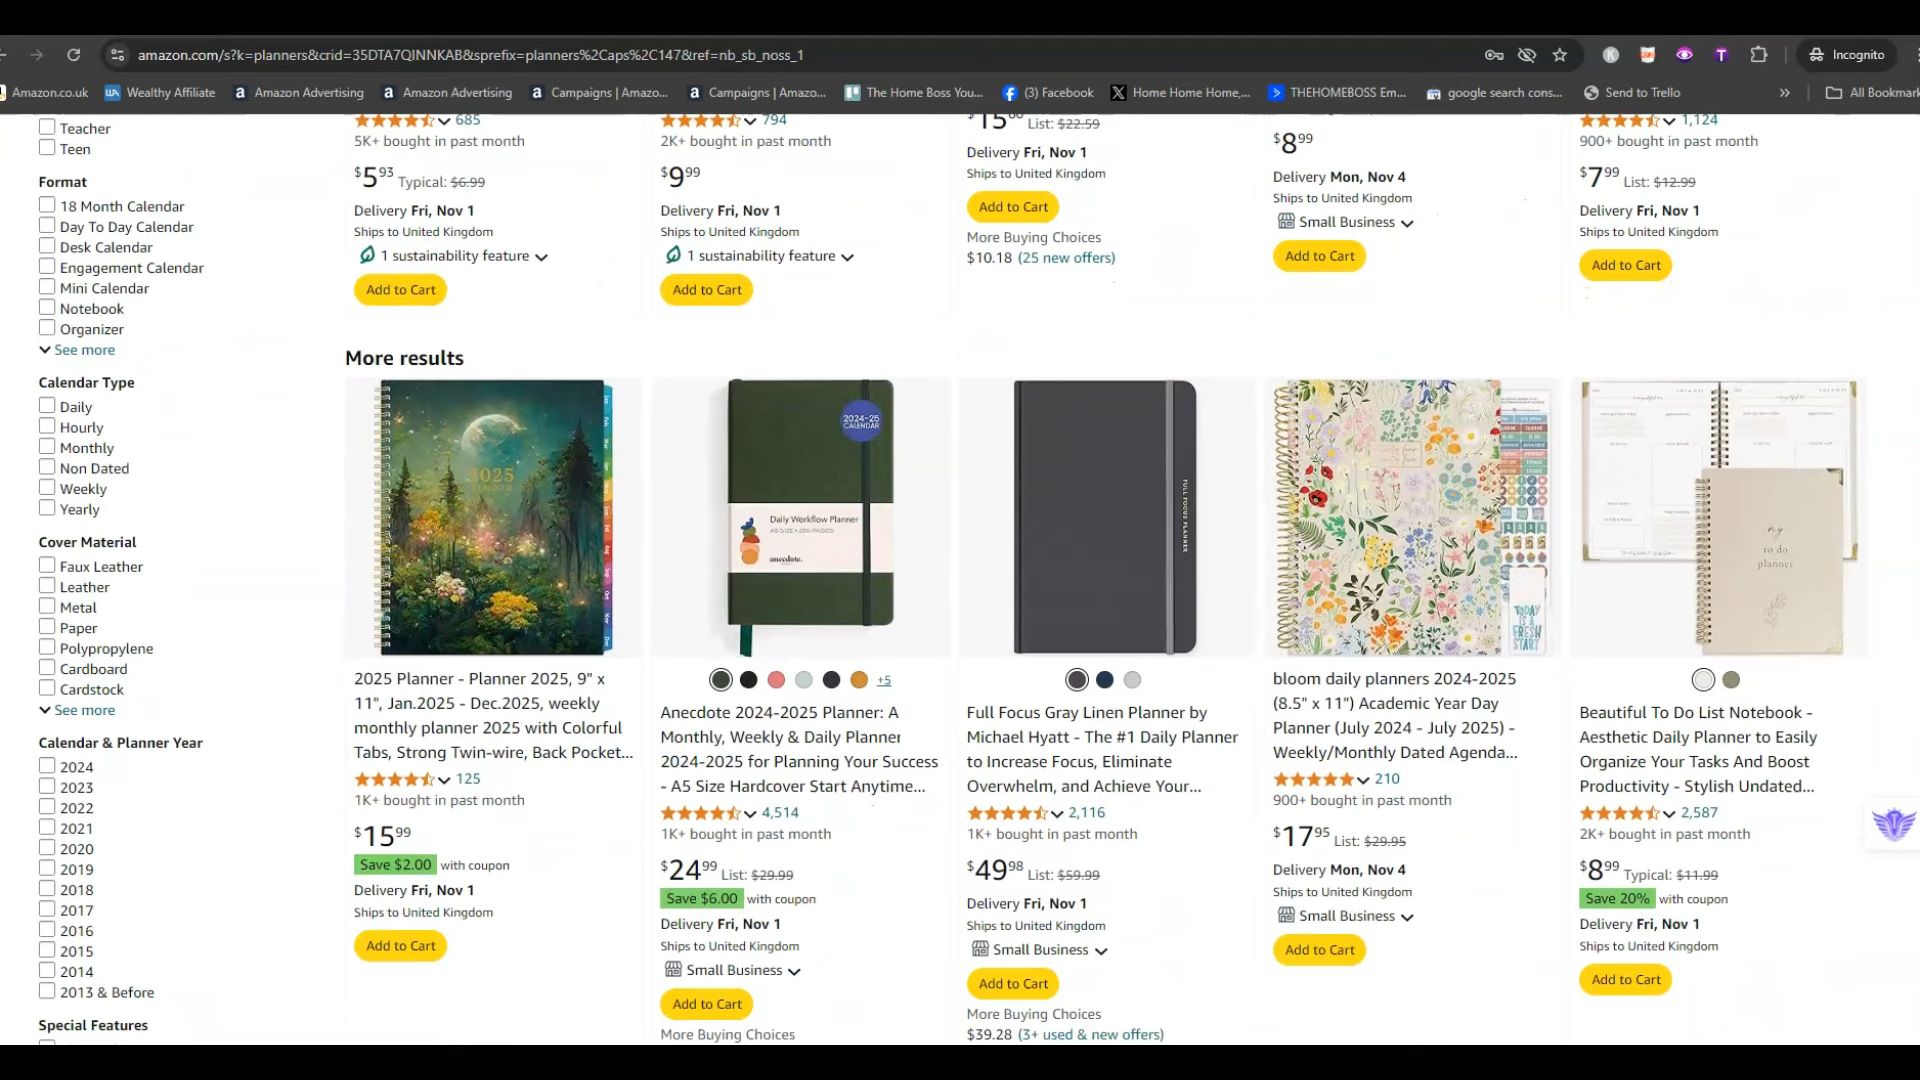 amazon.com/s?k=planners&crid=35DTA7QINNKAB&sprefix=planners%2Caps%2C147&ref=nb_sb_noss_1
Incognito
Amazon.co.uk
Wealthy Affiliate
Amazon Advertising
Amazon Advertising
Campaigns | Amazo...
Campaigns | Amazo...
The Home Boss You...
(3) Facebook
Home Home Home,...
THEHOMEBOSS Em...
google search cons...
Send to Trello
»
All Bookmark
Teacher
Teen
Format
18 Month Calendar
Day To Day Calendar
Desk Calendar
Engagement Calendar
Mini Calendar
Notebook
Organizer
See more
Calendar Type
Daily
Hourly
Monthly
Non Dated
Weekly
Yearly
Cover Material
Faux Leather
Leather
Metal
Paper
Polypropylene
Cardboard
Cardstock
See more
Calendar & Planner Year
2024
2023
2022
2021
2020
2019
2018
2017
2016
2015
2014
2013 & Before
Special Features
685
5K+ bought in past month
$5.93 Typical: $6.99
Delivery Fri, Nov 1
Ships to United Kingdom
1 sustainability feature
Add to Cart
794
2K+ bought in past month
$9.99
Delivery Fri, Nov 1
Ships to United Kingdom
1 sustainability feature
Add to Cart
List: $22.59
Delivery Fri, Nov 1
Ships to United Kingdom
Add to Cart
More Buying Choices
$10.18 (25 new offers)
$8.99
Delivery Mon, Nov 4
Ships to United Kingdom
Small Business
Add to Cart
1,124
900+ bought in past month
$7.99 List: $12.99
Delivery Fri, Nov 1
Ships to United Kingdom
Add to Cart
More results
2025
PLANNER
2025 Planner - Planner 2025, 9" x
11", Jan.2025 - Dec.2025, weekly
monthly planner 2025 with Colorful
Tabs, Strong Twin-wire, Back Pocket...
125
1K+ bought in past month
$15.99
Save $2.00 with coupon
Delivery Fri, Nov 1
Ships to United Kingdom
Add to Cart
2024-25
CALENDAR
Daily Workflow Planner
anecdote.
+5
Anecdote 2024-2025 Planner: A
Monthly, Weekly & Daily Planner
2024-2025 for Planning Your Success
- A5 Size Hardcover Start Anytime...
4,514
1K+ bought in past month
$24.99 List: $29.99
Save $6.00 with coupon
Delivery Fri, Nov 1
Ships to United Kingdom
Small Business
Add to Cart
More Buying Choices
FULL FOCUS PLANNER
Full Focus Gray Linen Planner by
Michael Hyatt - The #1 Daily Planner
to Increase Focus, Eliminate
Overwhelm, and Achieve Your...
2,116
1K+ bought in past month
$49.98 List: $59.99
Delivery Fri, Nov 1
Ships to United Kingdom
Small Business
Add to Cart
More Buying Choices
$39.28 (3+ used & new offers)
TODAY
IS A
FRESH
START
bloom daily planners 2024-2025
(8.5" x 11") Academic Year Day
Planner (July 2024 - July 2025) -
Weekly/Monthly Dated Agenda...
210
900+ bought in past month
$17.95 List: $29.95
Delivery Mon, Nov 4
Ships to United Kingdom
Small Business
Add to Cart
my
to do
planner
Beautiful To Do List Notebook -
Aesthetic Daily Planner to Easily
Organize Your Tasks And Boost
Productivity - Stylish Undated...
2,587
2K+ bought in past month
$8.99 Typical: $11.99
Save 20% with coupon
Delivery Fri, Nov 1
Ships to United Kingdom
Add to Cart